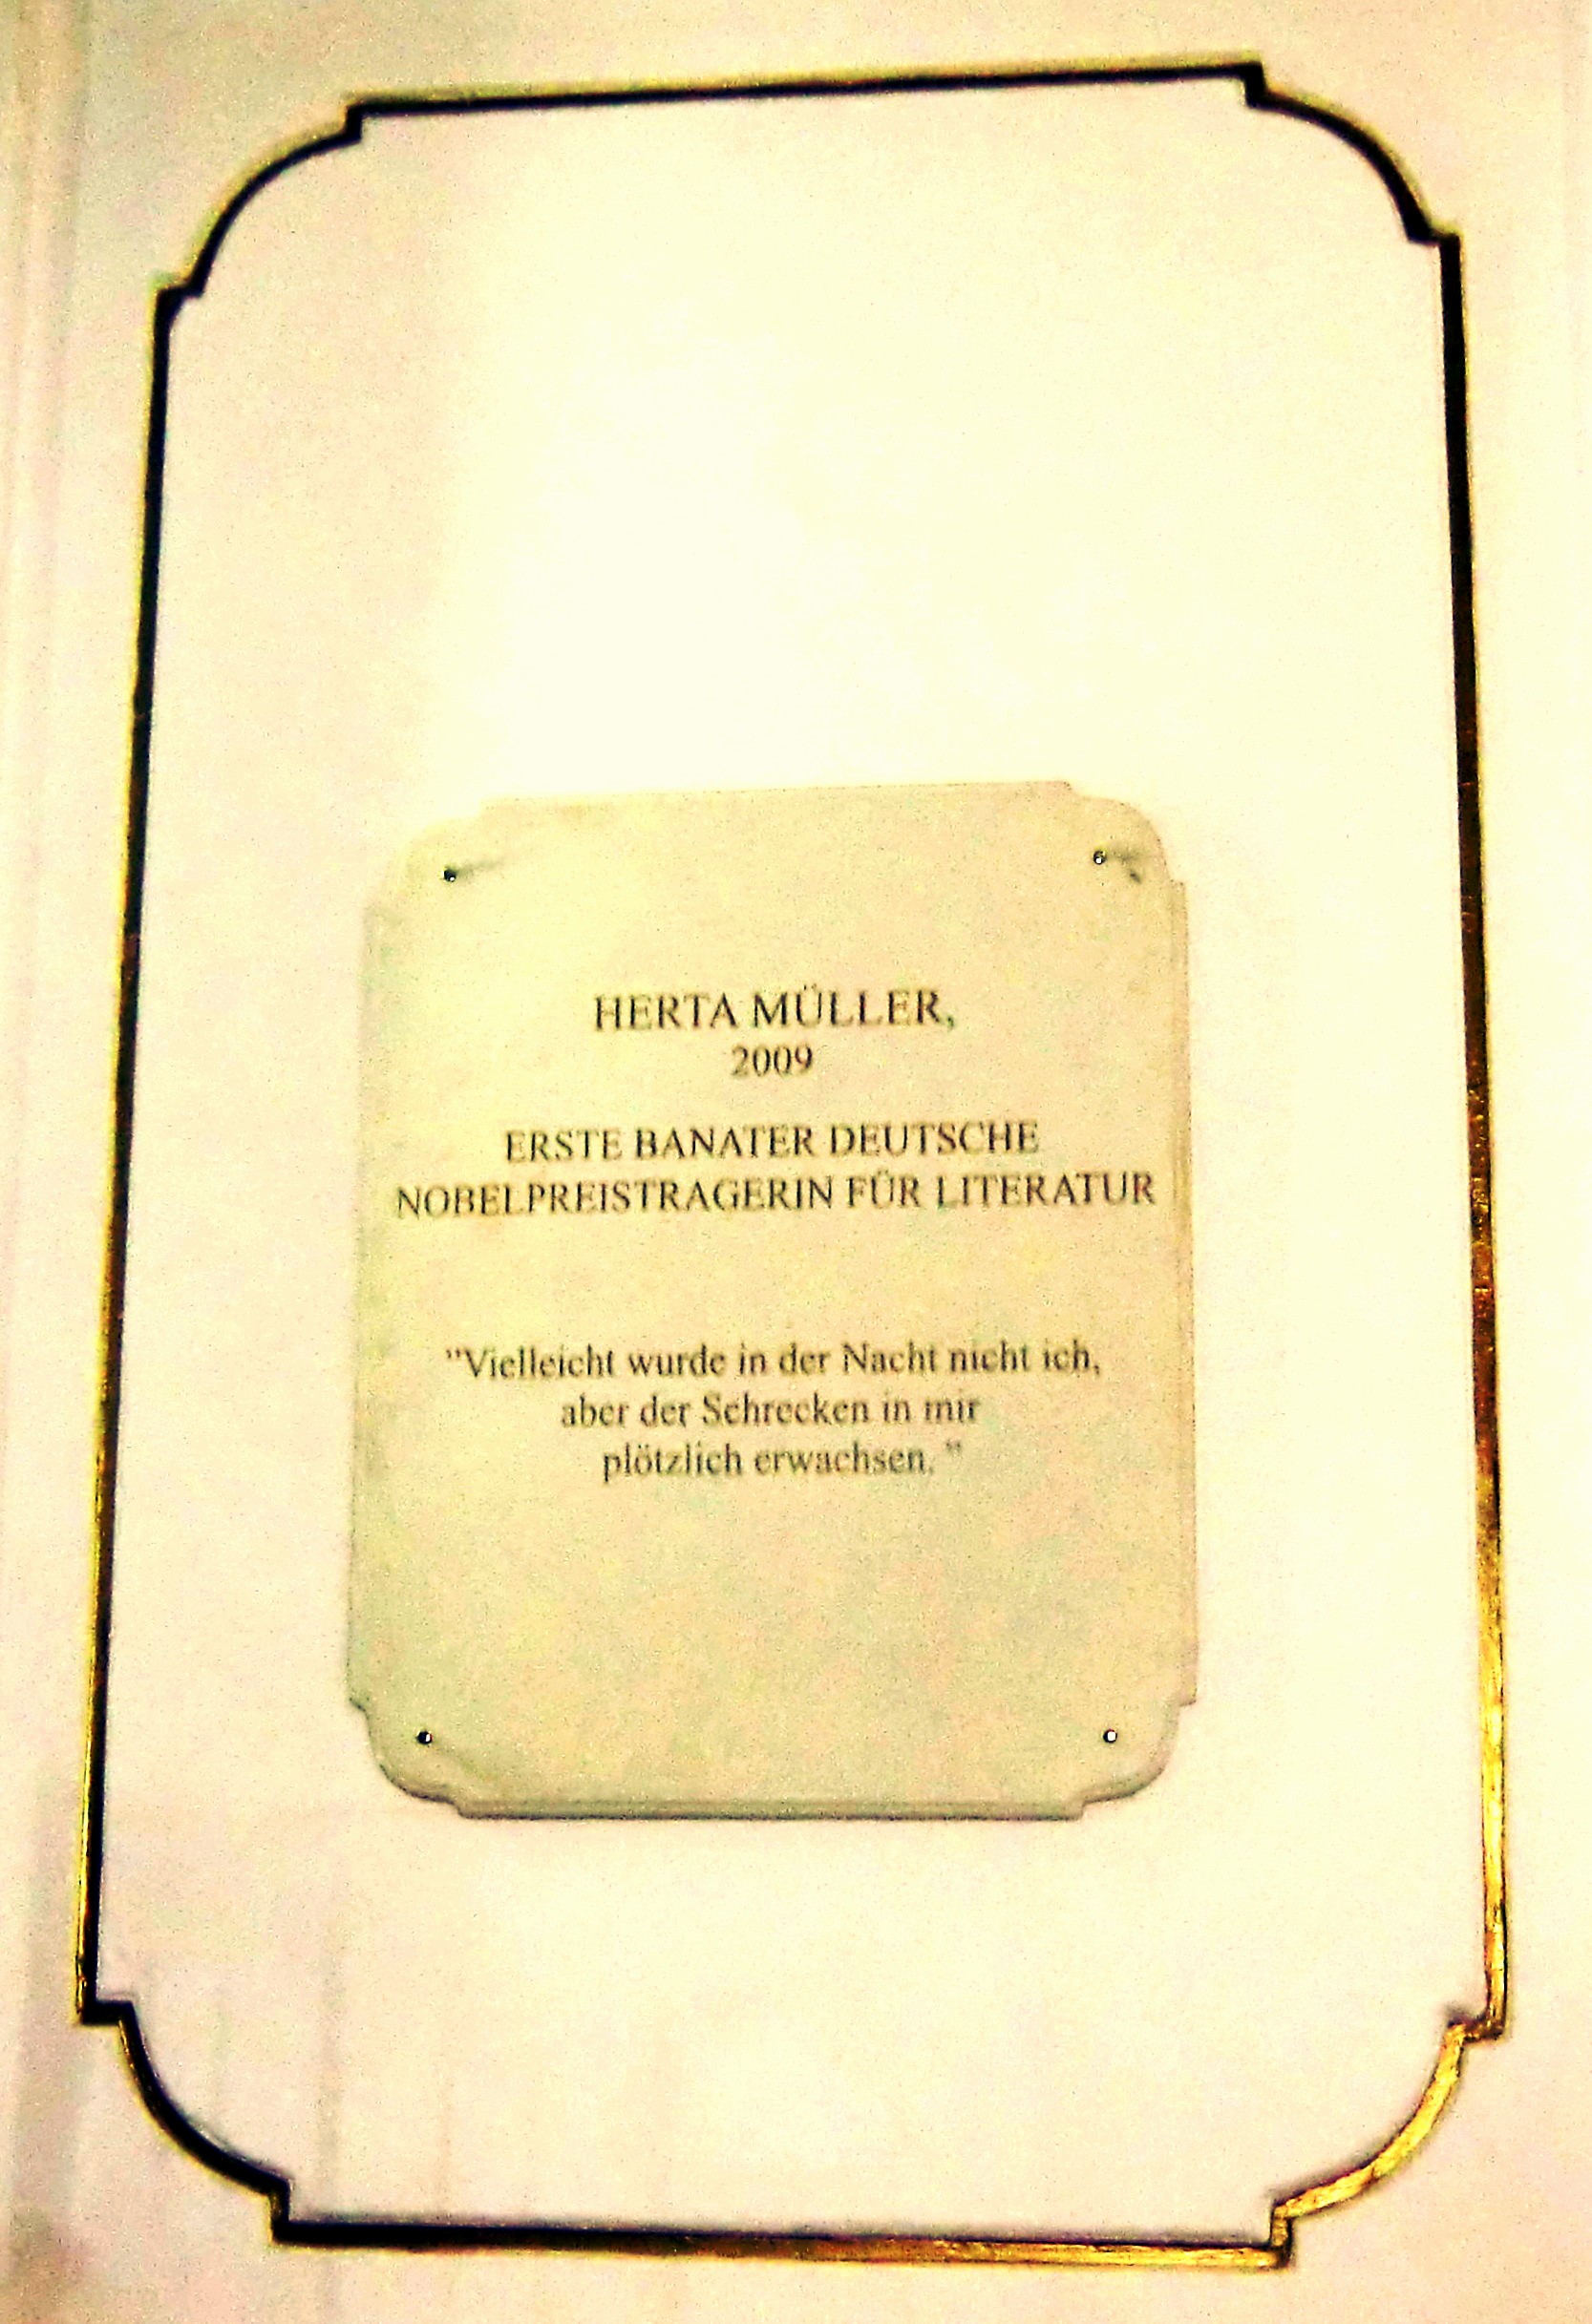 HERTA MÜLLER,
2009
ERSTE BANATER DEUTSCHE
NOBELPREISTRAGERIN FÜR LITERATUR
"Vielleicht wurde in der Nacht nicht ich,
aber der Schrecken in mir
plötzlich erwachsen. "